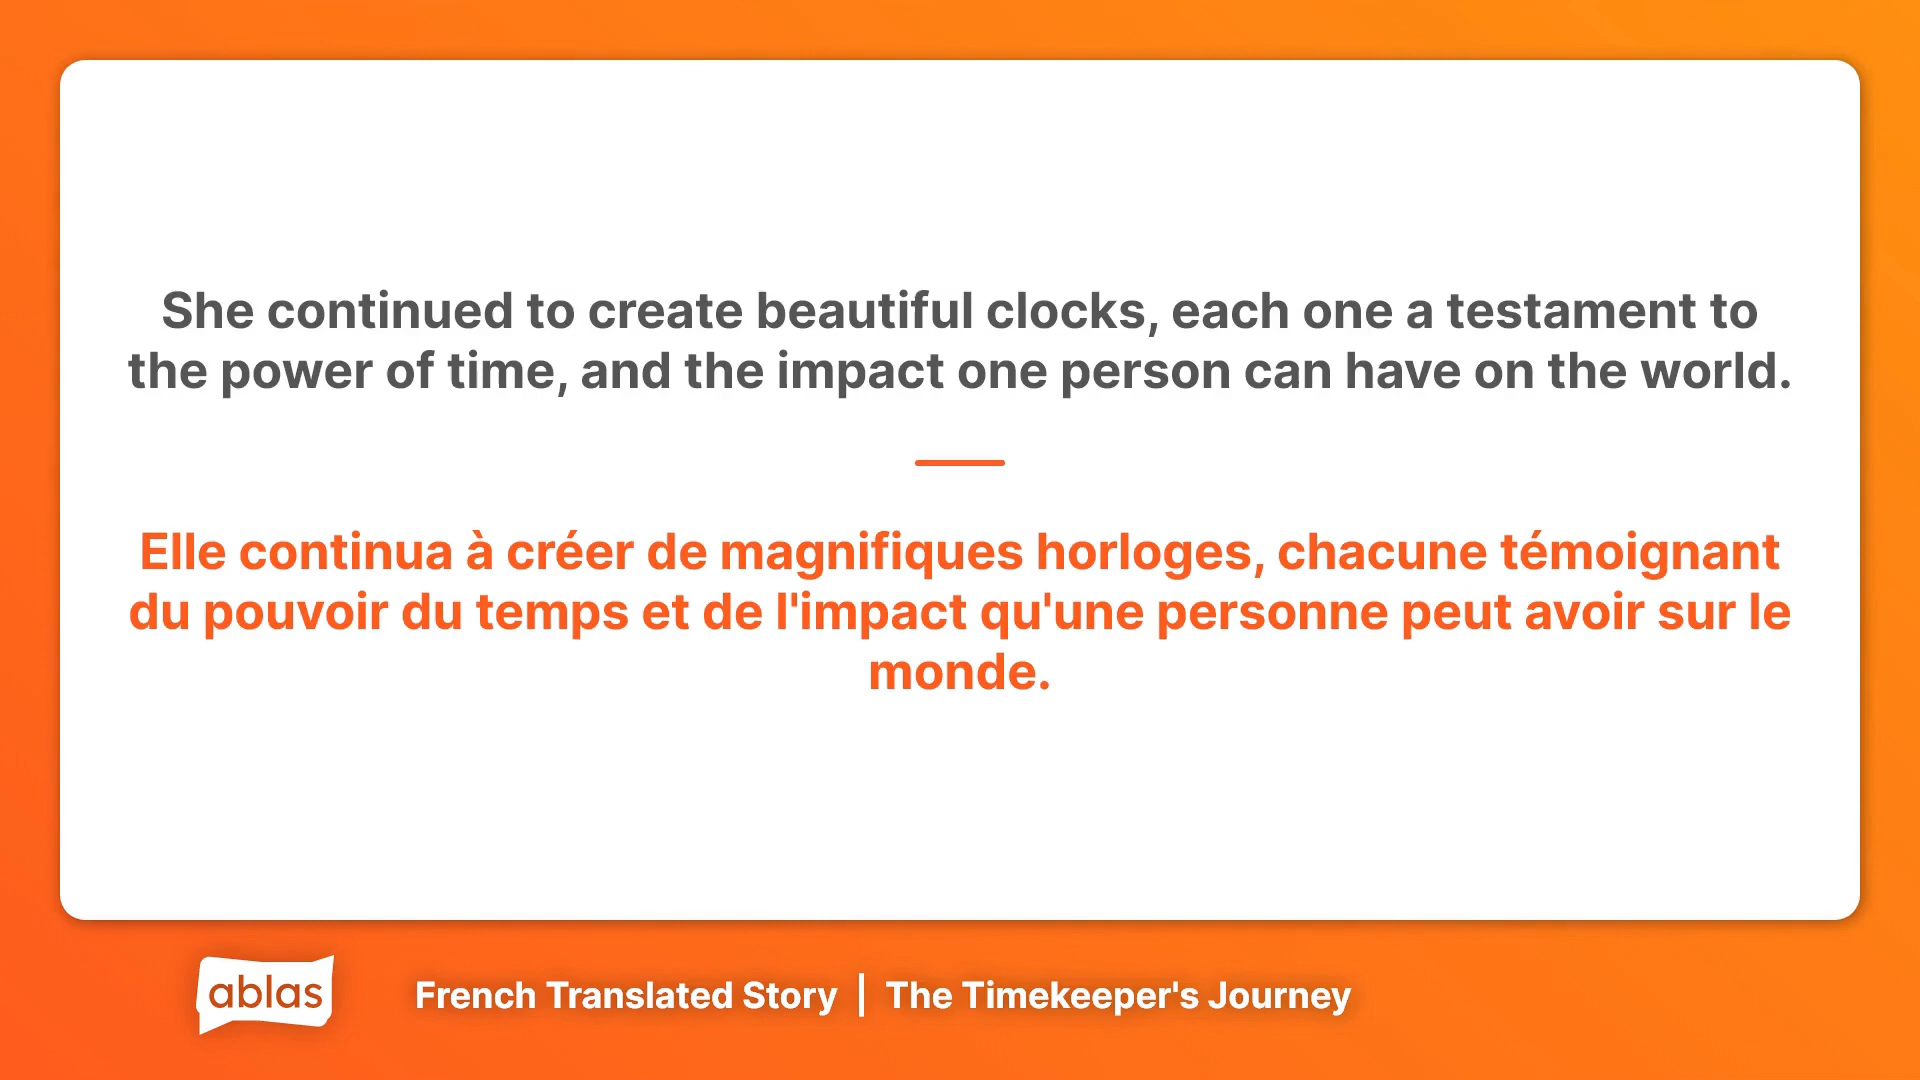 She continued to create beautiful clocks, each one a testament to
the power of time, and the impact one person can have on the world.
Elle continua à créer de magnifiques horloges, chacune témoignant
du pouvoir du temps et de l'impact qu'une personne peut avoir sur le
monde.
ablas
French Translated Story | The Timekeeper's Journey